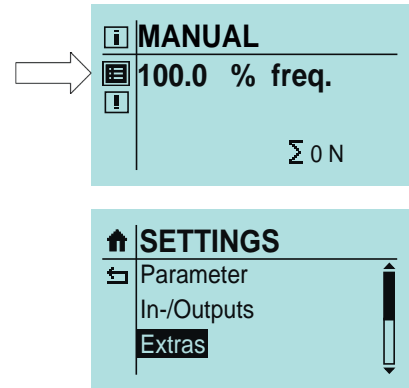 MANUAL
100.0 % freq.
Σ 0 N
SETTINGS
Parameter
In-/Outputs
Extras